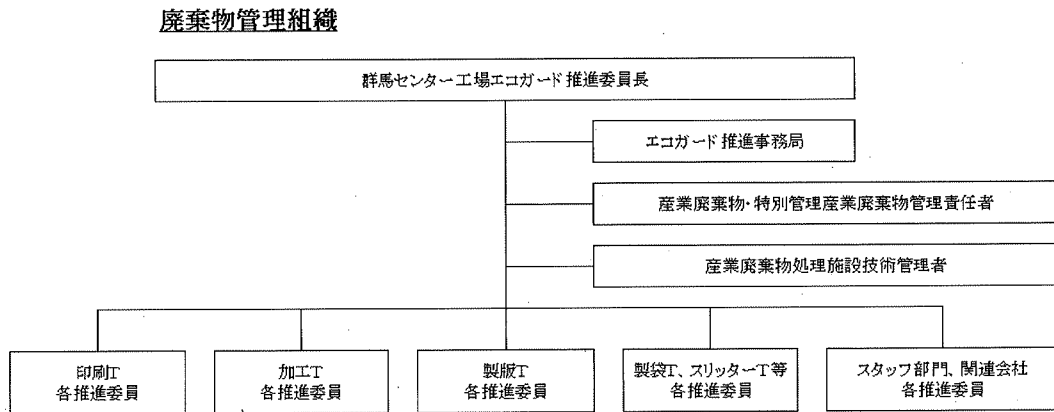 廃棄物管理組織
群馬センター工場エコガード推進委員長
エコガード推進事務局
産業廃棄物・特別管理産業廃棄物管理責任者
産業廃棄物処理施設技術管理者
印刷T
各推進委員
加工T
各推進委員
製版T
各推進委員
製袋T、スリッターT等
各推進委員
スタッフ部門、関連会社
各推進委員